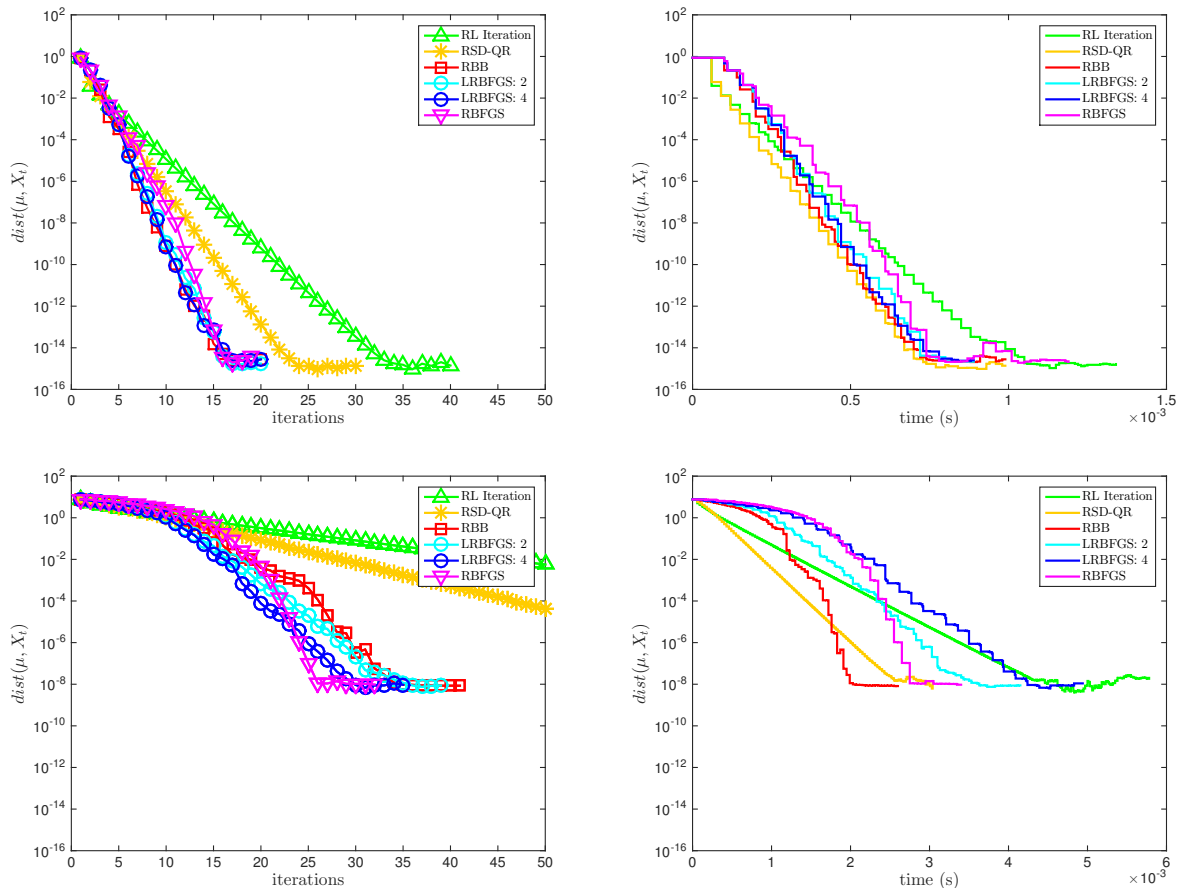 10^2
10^0
10^-2
10^-4
10^-6
10^-8
10^-10
10^-12
10^-14
10^-16
dist(μ, X_t)
0 5 10 15 20 25 30 35 40 45 50
iterations
RL Iteration
RSD-QR
RBB
LRBFGS: 2
LRBFGS: 4
RBFGS
10^2
10^0
10^-2
10^-4
10^-6
10^-8
10^-10
10^-12
10^-14
10^-16
dist(μ, X_t)
0 0.5 1 1.5
×10^-3
time (s)
RL Iteration
RSD-QR
RBB
LRBFGS: 2
LRBFGS: 4
RBFGS
10^2
10^0
10^-2
10^-4
10^-6
10^-8
10^-10
10^-12
10^-14
10^-16
dist(μ, X_t)
0 5 10 15 20 25 30 35 40 45 50
iterations
RL Iteration
RSD-QR
RBB
LRBFGS: 2
LRBFGS: 4
RBFGS
10^2
10^0
10^-2
10^-4
10^-6
10^-8
10^-10
10^-12
10^-14
10^-16
dist(μ, X_t)
0 1 2 3 4 5 6
×10^-3
time (s)
RL Iteration
RSD-QR
RBB
LRBFGS: 2
LRBFGS: 4
RBFGS